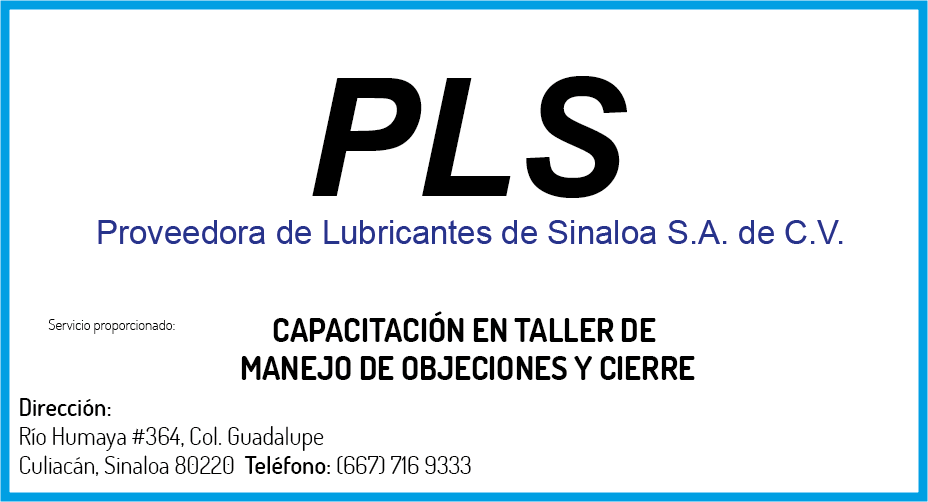 PLS
Proveedora de Lubricantes de Sinaloa S.A. de C.V.
Servicio proporcionado:
CAPACITACIÓN EN TALLER DE
MANEJO DE OBJECIONES Y CIERRE
Dirección:
Río Humaya #364, Col. Guadalupe
Culiacán, Sinaloa 80220 Teléfono: (667) 716 9333